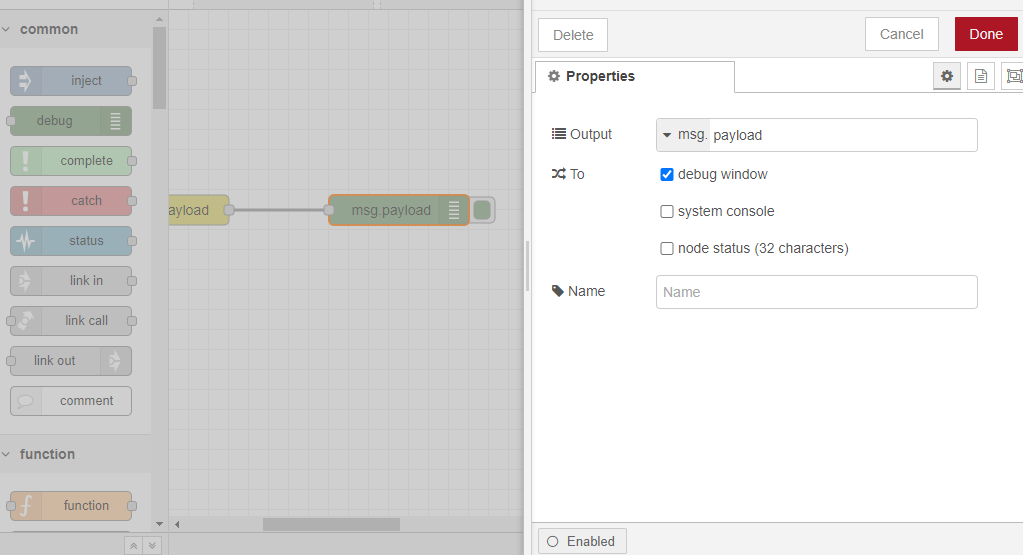 common
inject
debug
complete
catch
status
link in
link call
link out
comment
function
function
ayload
msg.payload
Delete
Cancel
Done
Properties
Output
msg. payload
To
debug window
system console
node status (32 characters)
Name
Name
Enabled